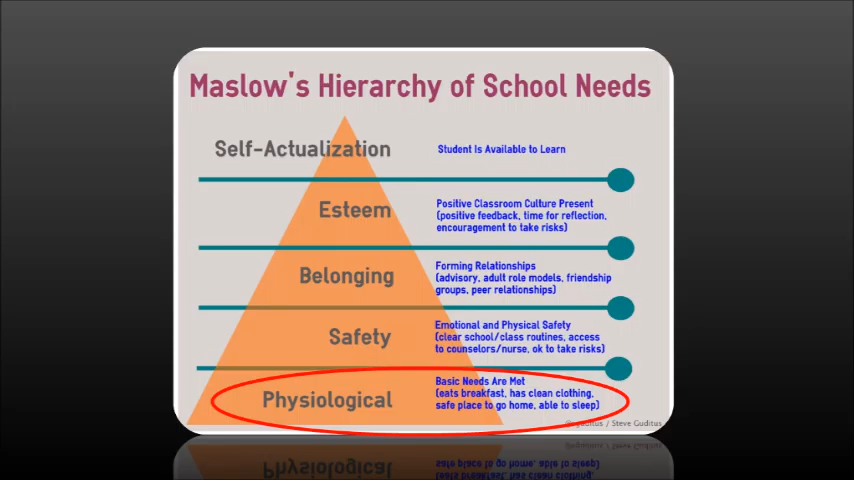 Maslow's Hierarchy of School Needs
Self-Actualization
Student Is Available to Learn
Esteem
Positive Classroom Culture Present
(positive feedback, time for reflection,
encouragement to take risks)
Belonging
Forming Relationships
(advisory, adult role models, friendship
groups, peer relationships)
Safety
Emotional and Physical Safety
(clear school/class routines, access
to counselors/nurse, ok to take risks)
Physiological
Basic Needs Are Met
(eats breakfast, has clean clothing,
safe place to go home, able to sleep)
/ Steve Guditus